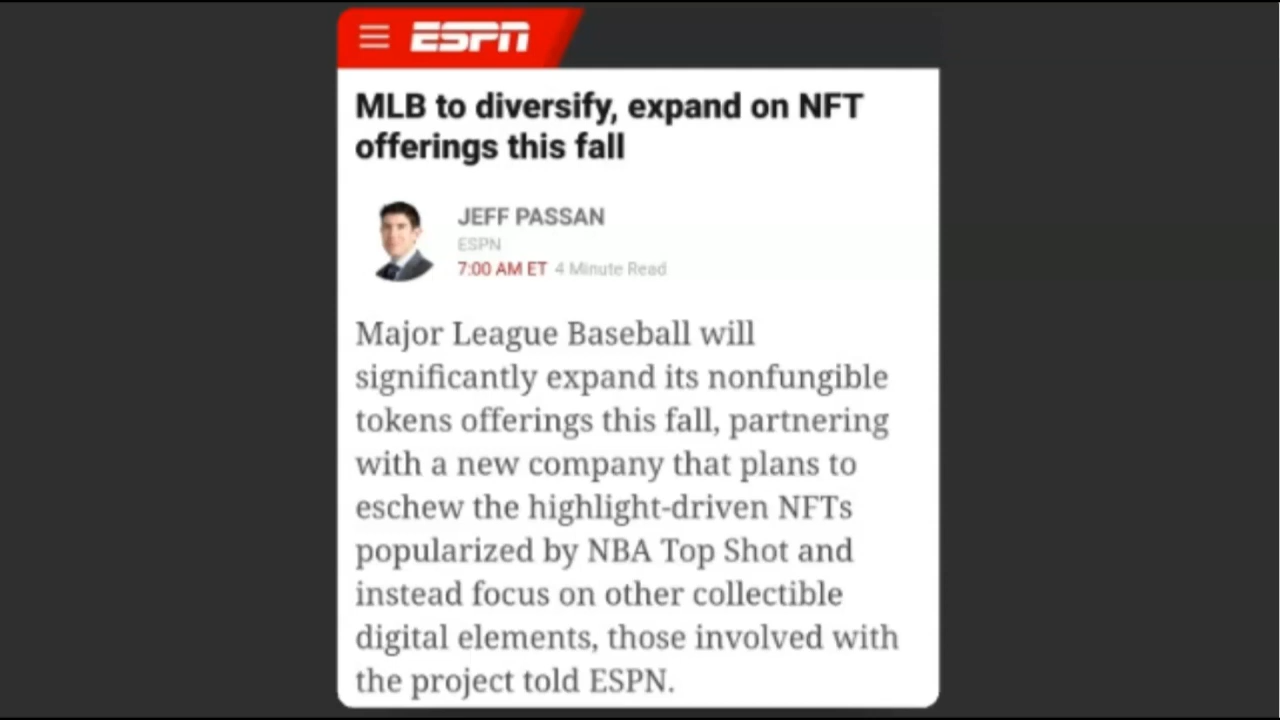 ESPN
MLB to diversify, expand on NFT
offerings this fall
JEFF PASSAN
ESPN
7:00 AM ET 4 Minute Read
Major League Baseball will
significantly expand its nonfungible
tokens offerings this fall, partnering
with a new company that plans to
eschew the highlight-driven NFTs
popularized by NBA Top Shot and
instead focus on other collectible
digital elements, those involved with
the project told ESPN.